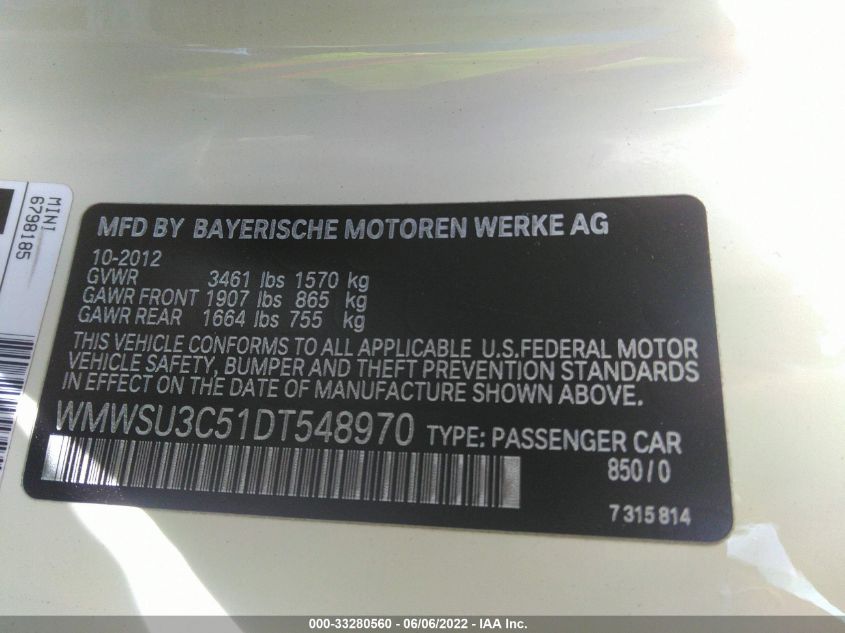 MINI
6798185
MFD BY BAYERISCHE MOTOREN WERKE AG
10-2012
GVWR 3461 lbs 1570 kg
GAWR FRONT 1907 lbs 865 kg
GAWR REAR 1664 lbs 755 kg
THIS VEHICLE CONFORMS TO ALL APPLICABLE U.S.FEDERAL MOTOR
VEHICLE SAFETY, BUMPER AND THEFT PREVENTION STANDARDS
IN EFFECT ON THE DATE OF MANUFACTURE SHOWN ABOVE.
WMWSU3C51DT548970 TYPE: PASSENGER CAR
850/0
7315814
000-33280560 - 06/06/2022 - IAA Inc.